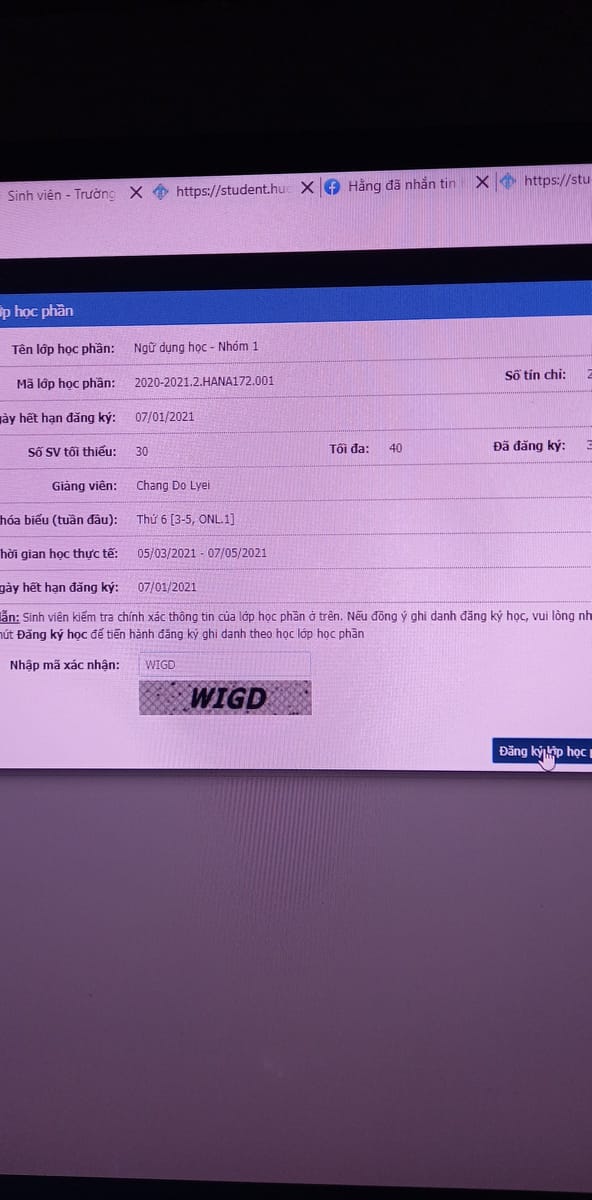 Sinh viên - Trường
https://student.hue
Hằng đã nhắn tin
https://stu
ớp học phần
Tên lớp học phần: Ngữ dụng học - Nhóm 1
Mã lớp học phần: 2020-2021.2.HANA172.001 Số tín chỉ: 2
gày hết hạn đăng ký: 07/01/2021
Số SV tối thiểu: 30 Tối đa: 40 Đã đăng ký: 3
Giảng viên: Chang Do Lyei
hóa biểu (tuần đầu): Thứ 6 [3-5, ONL.1]
hời gian học thực tế: 05/03/2021 - 07/05/2021
gày hết hạn đăng ký: 07/01/2021
ẫn: Sinh viên kiểm tra chính xác thông tin của lớp học phần ở trên. Nếu đồng ý ghi danh đăng ký học, vui lòng nh
nút Đăng ký học để tiến hành đăng ký ghi danh theo học lớp học phần
Nhập mã xác nhận: WIGD
WIGD
Đăng ký lớp học p